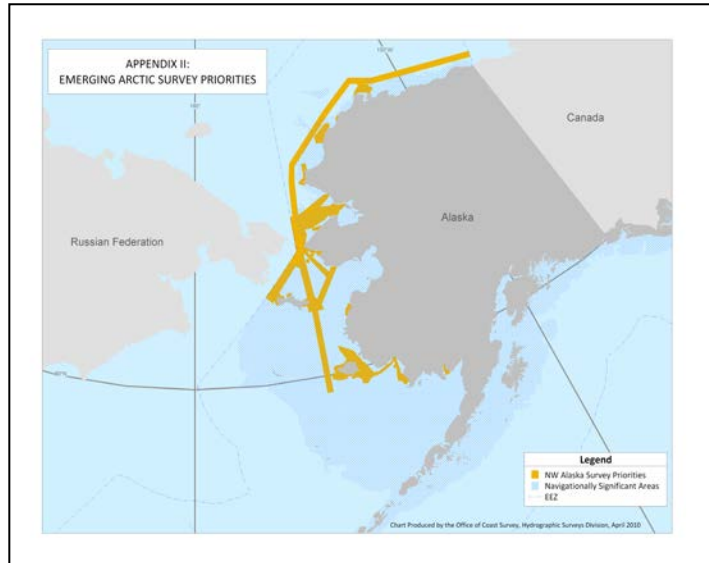 APPENDIX II:
EMERGING ARCTIC SURVEY PRIORITIES
Canada
Alaska
Russian Federation
Legend
NW Alaska Survey Priorities
Navigationally Significant Areas
EEZ
Chart Produced by the Office of Coast Survey, Hydrographic Surveys Division, April 2010